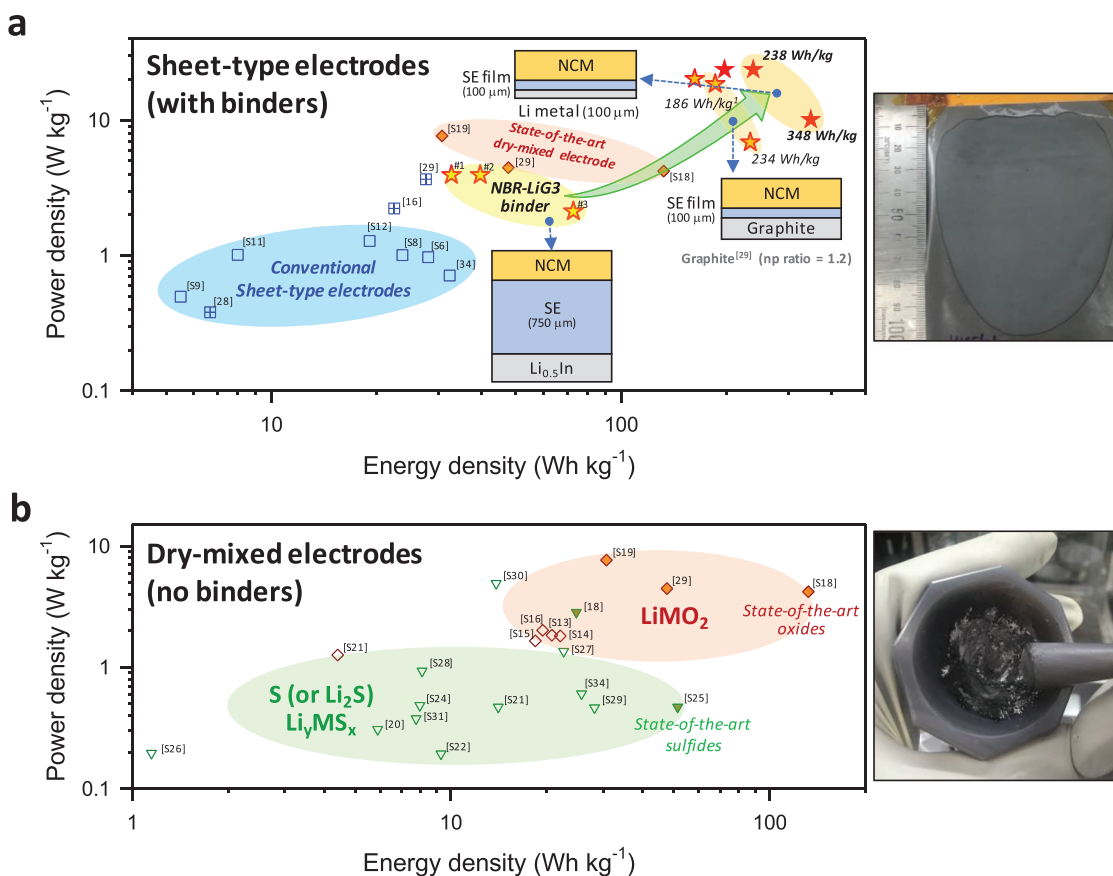 a
Sheet-type electrodes
(with binders)
Power density (W kg⁻¹)
10
1
0.1
10
100
Energy density (Wh kg⁻¹)
NCM
SE film
(100 μm)
Li metal (100 μm)
186 Wh/kg¹
238 Wh/kg
348 Wh/kg
234 Wh/kg
[S19]
State-of-the-art
dry-mixed electrode
[29]
#1
#2
[29]
[S18]
NBR-LiG3
binder
#3
[16]
[S12]
[S11]
[S8]
[S6]
[34]
Conventional
Sheet-type electrodes
[S9]
[28]
NCM
SE
(750 μm)
Li₀.₅In
NCM
SE film
(100 μm)
Graphite
Graphite[29] (np ratio = 1.2)
b
Dry-mixed electrodes
(no binders)
Power density (W kg⁻¹)
10
1
0.1
1
10
100
Energy density (Wh kg⁻¹)
[S19]
[S30]
[29]
[S18]
[18]
LiMO₂
State-of-the-art
oxides
[S16]
[S13]
[S15]
[S14]
[S27]
[S21]
[S28]
S (or Li₂S)
LiᵧMSₓ
[S34]
[S24]
[S21]
[S29]
[S25]
[S31]
[20]
State-of-the-art
sulfides
[S22]
[S26]